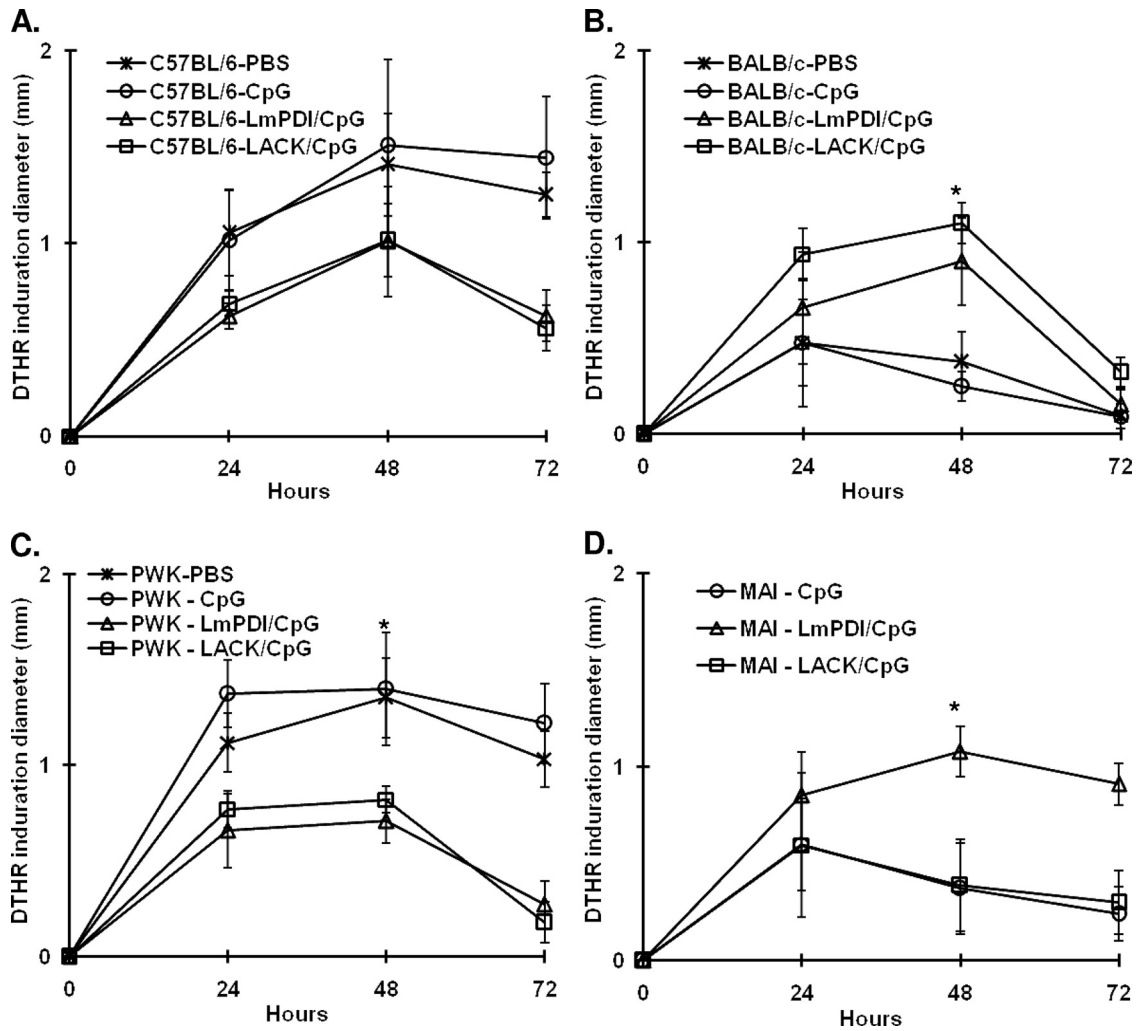 A.
DTHR induration diameter (mm)
2
1
0
C57BL/6-PBS
C57BL/6-CpG
C57BL/6-LmPDI/CpG
C57BL/6-LACK/CpG
0 24 48 72
Hours
B.
DTHR induration diameter (mm)
2
1
0
BALB/c-PBS
BALB/c-CpG
BALB/c-LmPDI/CpG
BALB/c-LACK/CpG
*
0 24 48 72
Hours
C.
DTHR induration diameter (mm)
2
1
0
PWK-PBS
PWK - CpG
PWK - LmPDI/CpG
PWK - LACK/CpG
*
0 24 48 72
Hours
D.
DTHR induration diameter (mm)
2
1
0
MAI - CpG
MAI - LmPDI/CpG
MAI - LACK/CpG
*
0 24 48 72
Hours